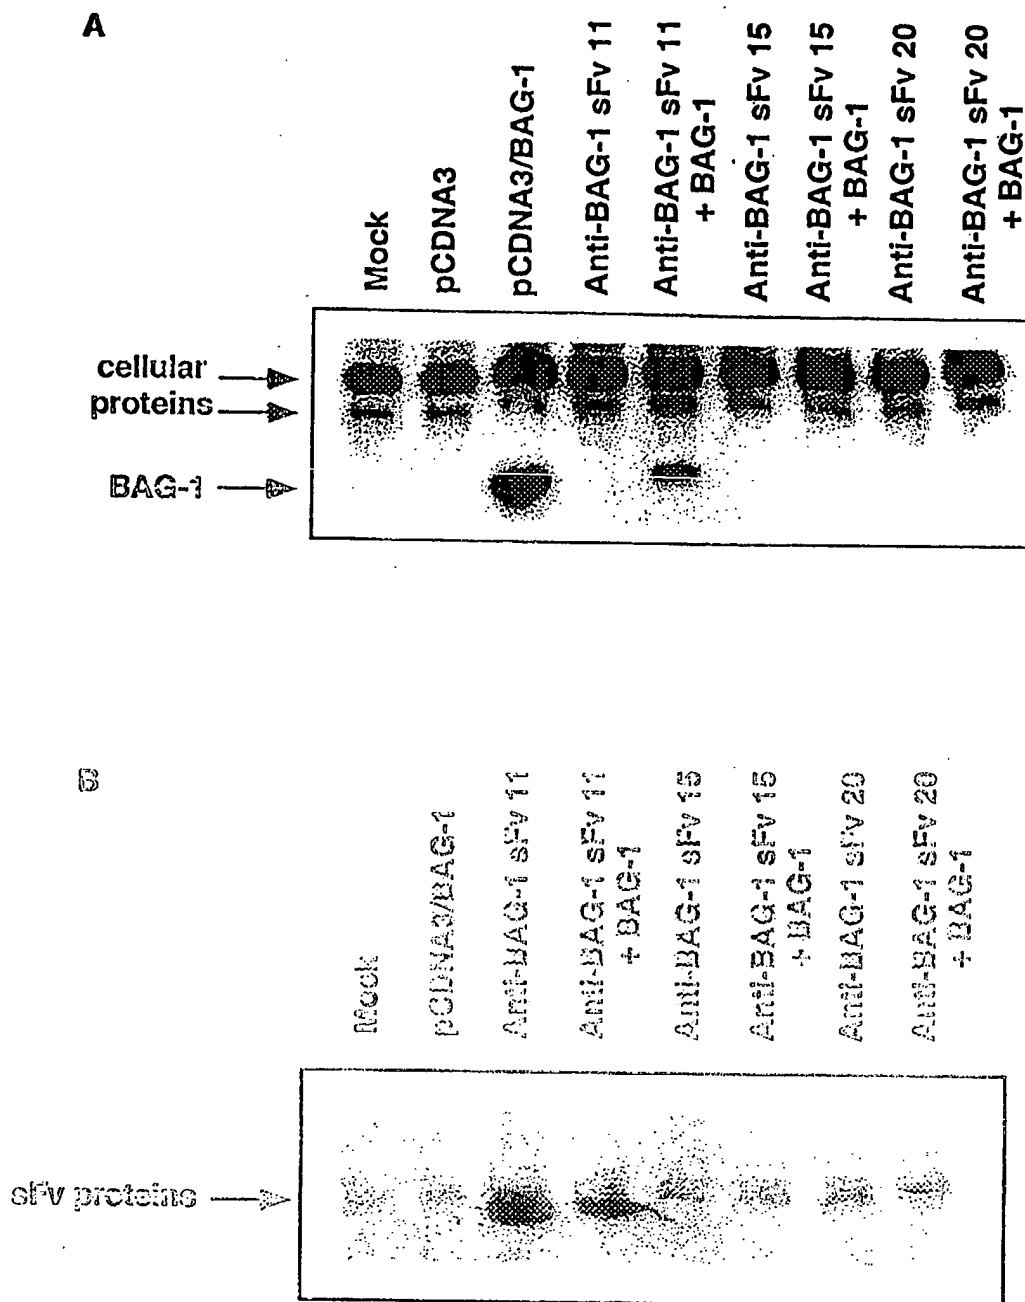 A
Mock
pCDNA3
pCDNA3/BAG-1
Anti-BAG-1 sFv 11
Anti-BAG-1 sFv 11
+ BAG-1
Anti-BAG-1 sFv 15
Anti-BAG-1 sFv 15
+ BAG-1
Anti-BAG-1 sFv 20
Anti-BAG-1 sFv 20
+ BAG-1
cellular
proteins
BAG-1
B
Mock
pCDNA3/BAG-1
Anti-BAG-1 sFv 11
Anti-BAG-1 sFv 11
+ BAG-1
Anti-BAG-1 sFv 15
Anti-BAG-1 sFv 15
+ BAG-1
Anti-BAG-1 sFv 20
Anti-BAG-1 sFv 20
+ BAG-1
sFv proteins